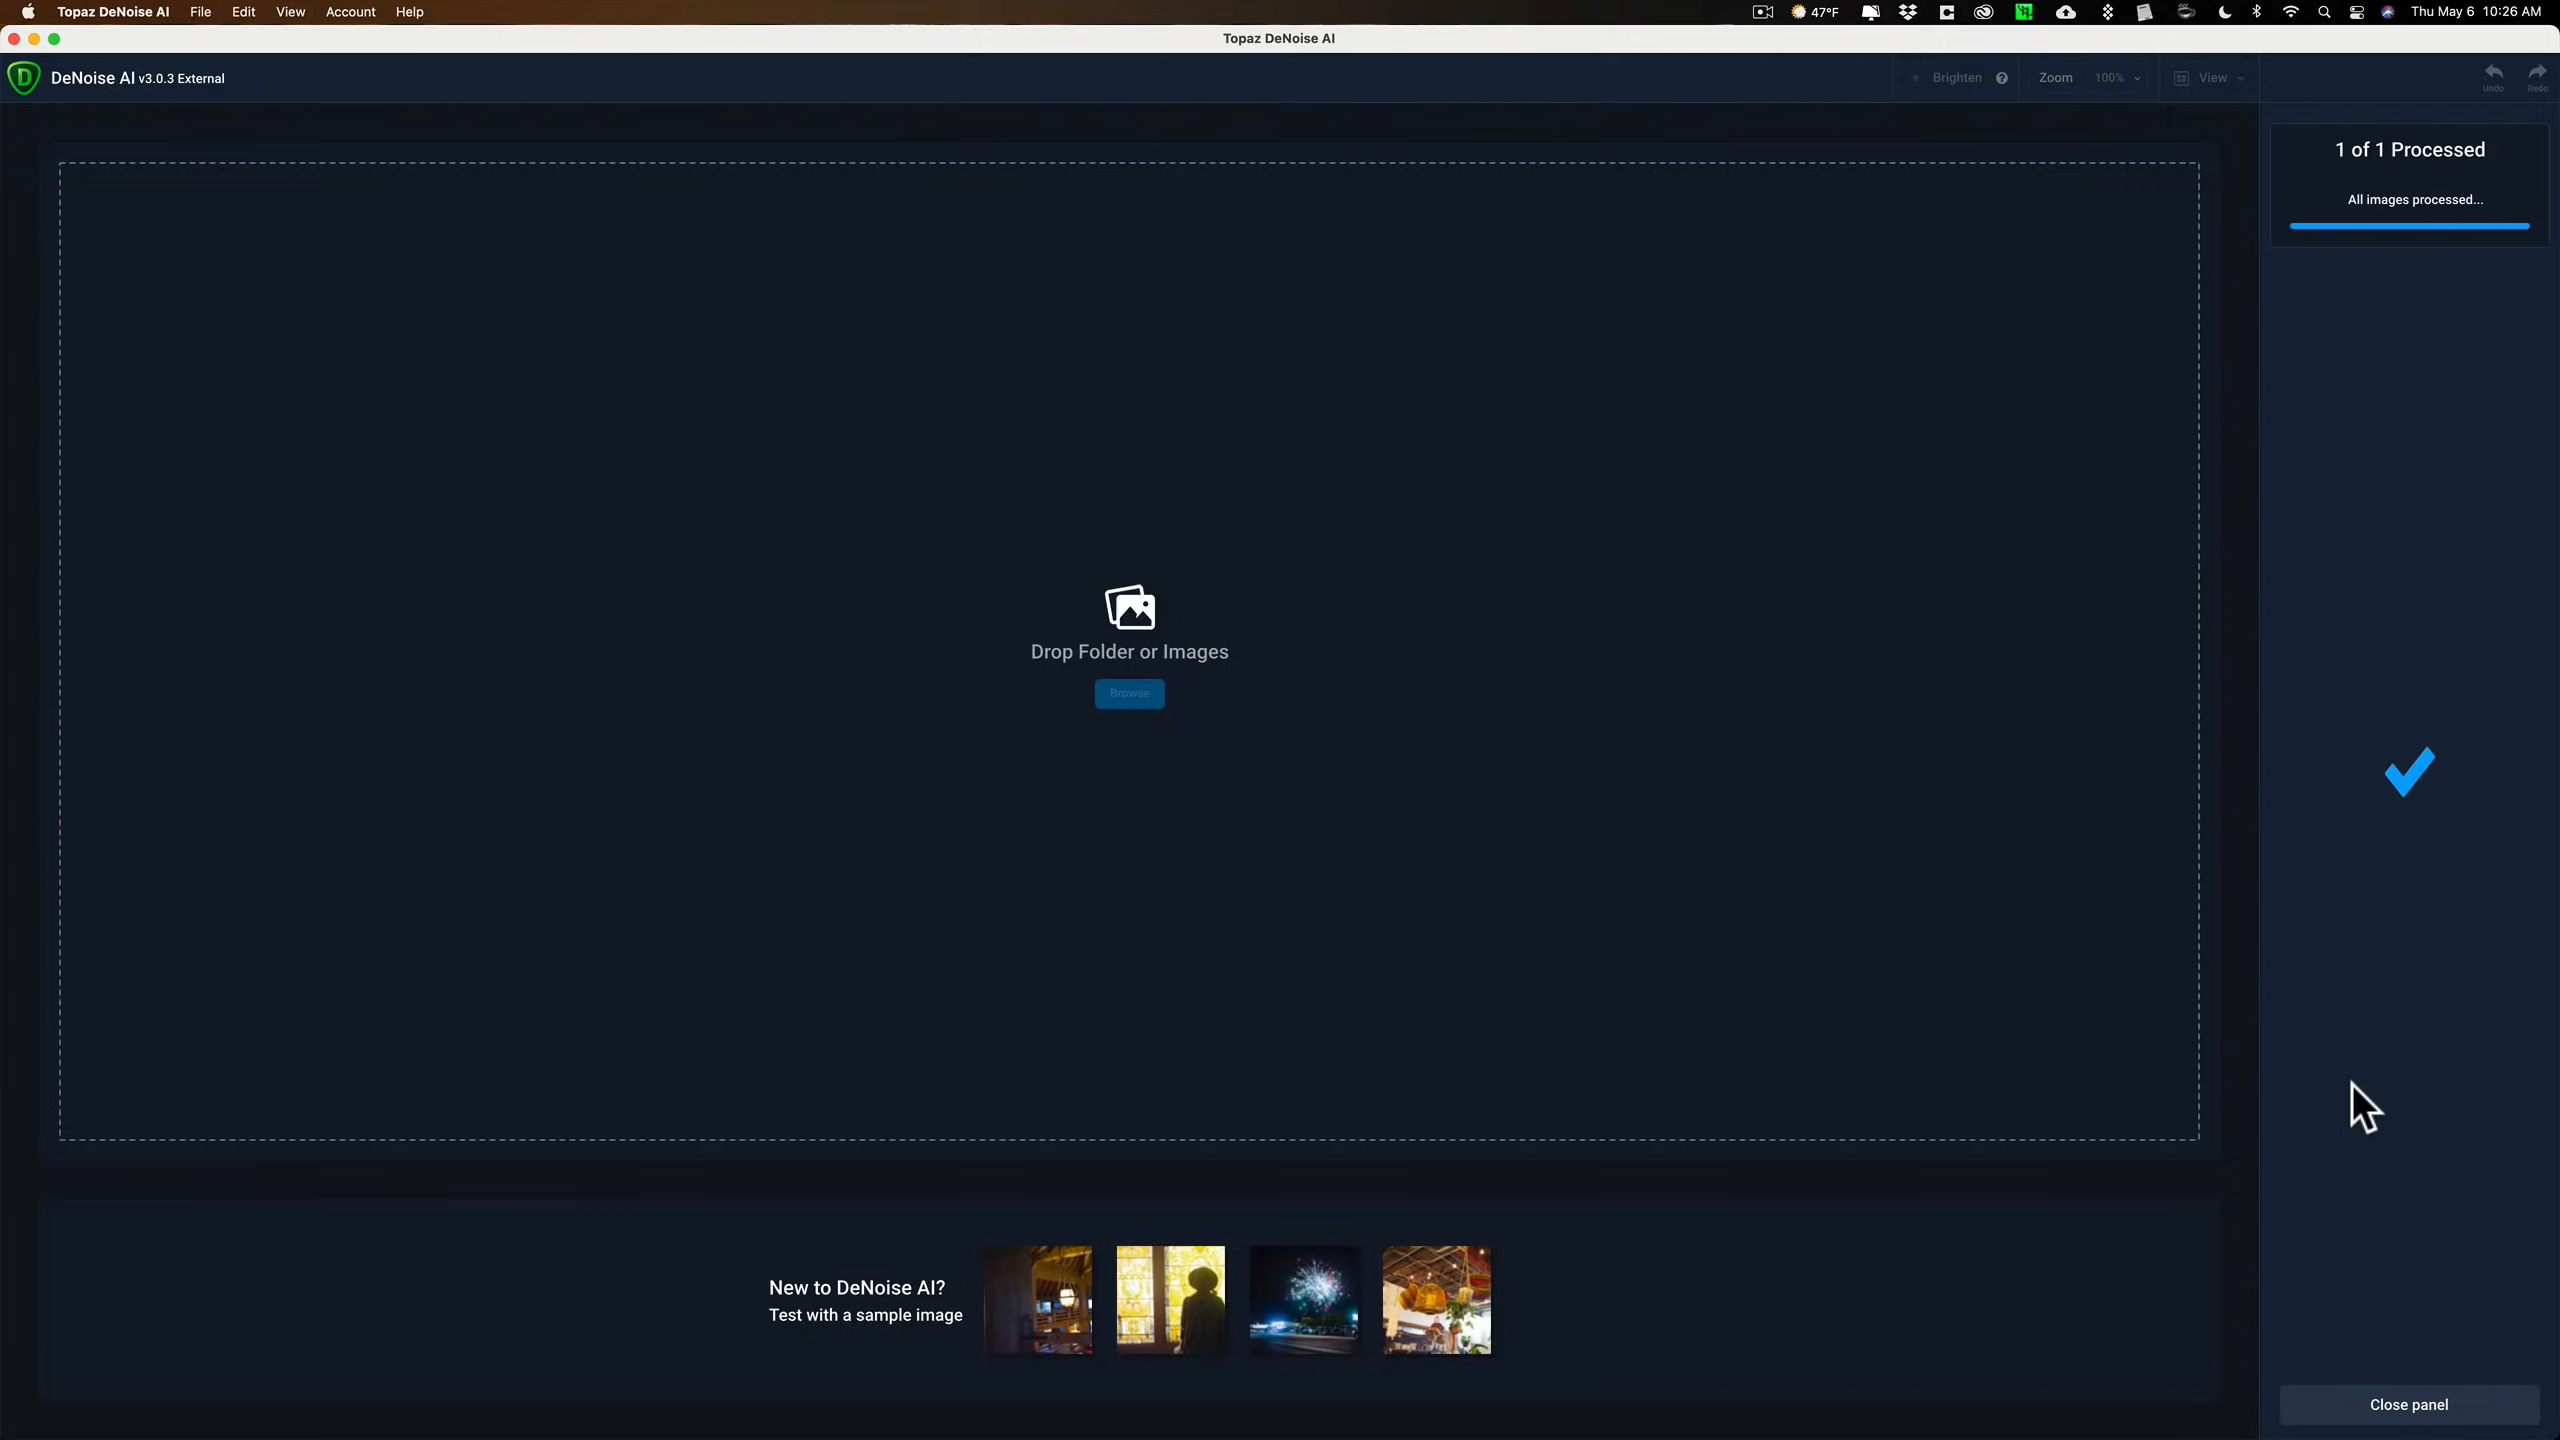 Topaz DeNoise AI File Edit View Account Help 47°F Thu May 6 10:26 AM
Topaz DeNoise AI
DeNoise AI v3.0.3 External Brighten ? Zoom 100% View Undo Redo
1 of 1 Processed
All images processed...
Drop Folder or Images
Browse
New to DeNoise AI?
Test with a sample image
Close panel